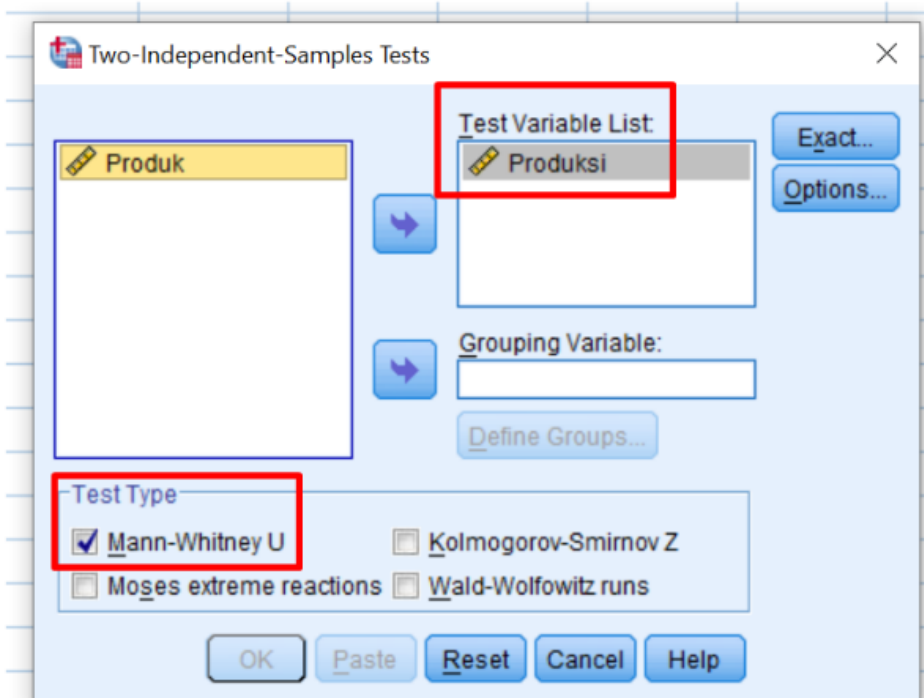 Two-Independent-Samples Tests
Test Variable List:
Produk
Produksi
Exact...
Options...
Grouping Variable:
Define Groups...
Test Type
Mann-Whitney U
Kolmogorov-Smirnov Z
Moses extreme reactions
Wald-Wolfowitz runs
OK
Paste
Reset
Cancel
Help